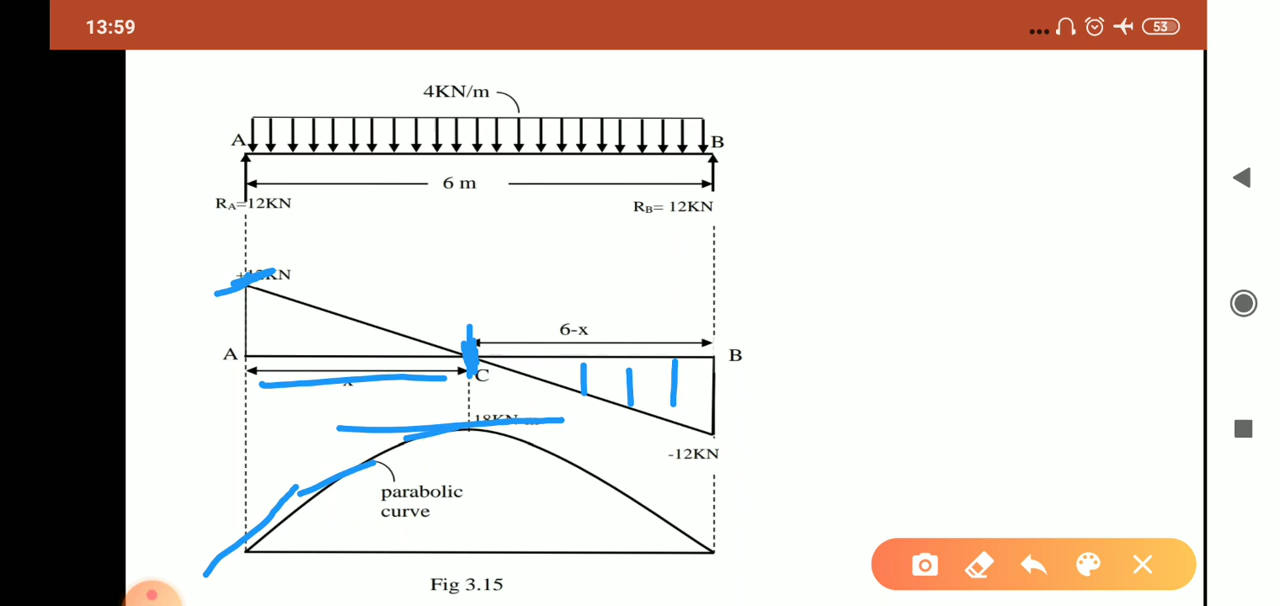 13:59
53
4KN/m
A
B
6 m
RA=12KN
RB= 12KN
6-x
A
B
C
-12KN
parabolic
curve
Fig 3.15